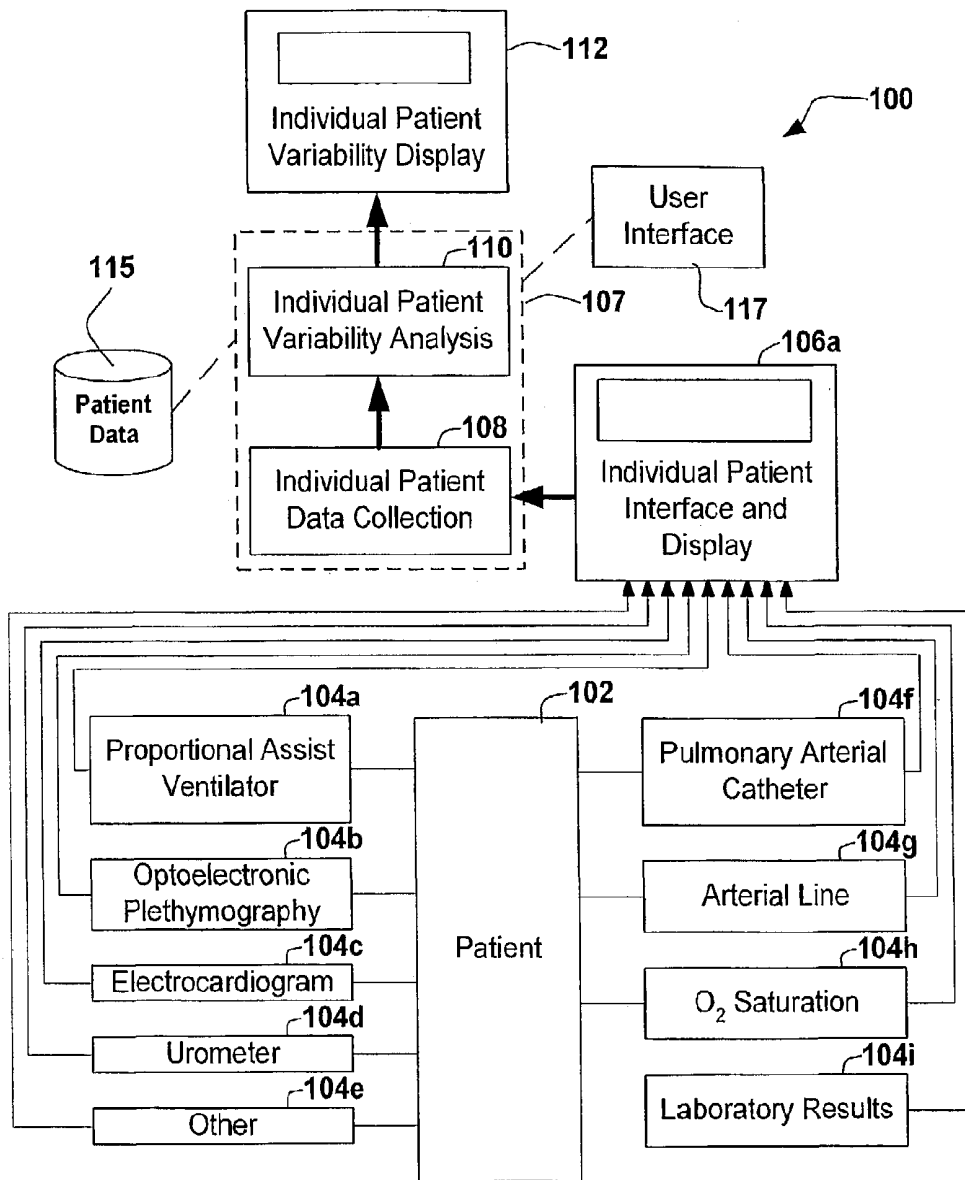 112
Individual Patient
Variability Display
100
User
Interface
117
110
Individual Patient
Variability Analysis
107
115
Patient
Data
108
Individual Patient
Data Collection
106a
Individual Patient
Interface and
Display
102
Patient
104a
Proportional Assist
Ventilator
104b
Optoelectronic
Plethymography
104c
Electrocardiogram
104d
Urometer
104e
Other
104f
Pulmonary Arterial
Catheter
104g
Arterial Line
104h
O₂ Saturation
104i
Laboratory Results